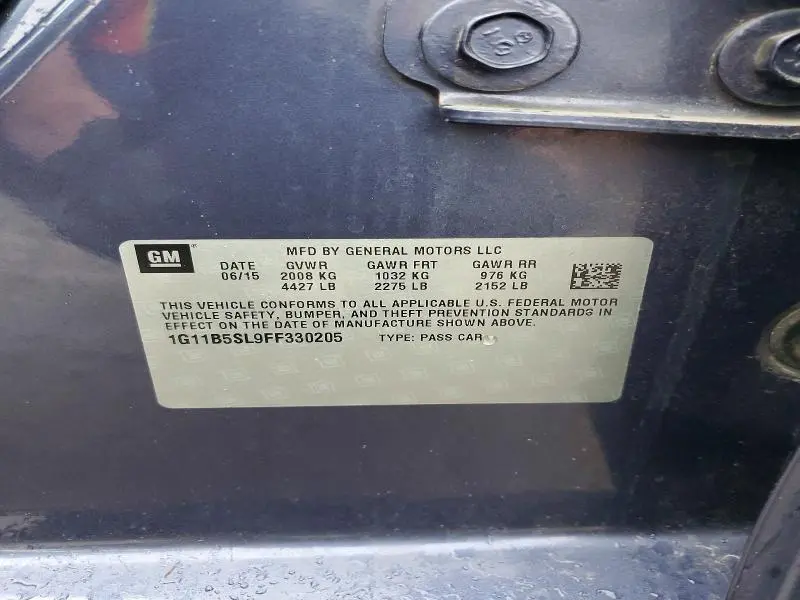 GM ® MFD BY GENERAL MOTORS LLC
DATE GVWR GAWR FRT GAWR RR
06/15 2008 KG 1032 KG 976 KG
4427 LB 2275 LB 2152 LB
THIS VEHICLE CONFORMS TO ALL APPLICABLE U.S. FEDERAL MOTOR
VEHICLE SAFETY, BUMPER, AND THEFT PREVENTION STANDARDS IN
EFFECT ON THE DATE OF MANUFACTURE SHOWN ABOVE.
1G11B5SL9FF330205 TYPE: PASS CAR